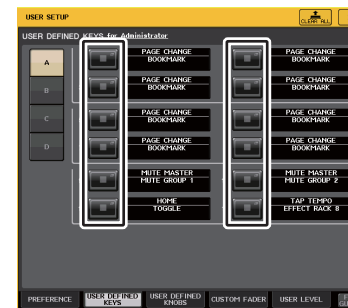 USER SETUP
CLEAR ALL
USER DEFINED KEYS for Administrator
A
PAGE CHANGE
BOOKMARK
PAGE CHANGE
BOOKMARK
B
PAGE CHANGE
BOOKMARK
PAGE CHANGE
BOOKMARK
C
PAGE CHANGE
BOOKMARK
PAGE CHANGE
BOOKMARK
D
PAGE CHANGE
BOOKMARK
PAGE CHANGE
BOOKMARK
MUTE MASTER
MUTE GROUP 1
MUTE MASTER
MUTE GROUP 2
HOME
TOGGLE
TAP TEMPO
EFFECT RACK 8
PREFERENCE
USER DEFINED
KEYS
USER DEFINED
KNOBS
CUSTOM FADER
USER LEVEL